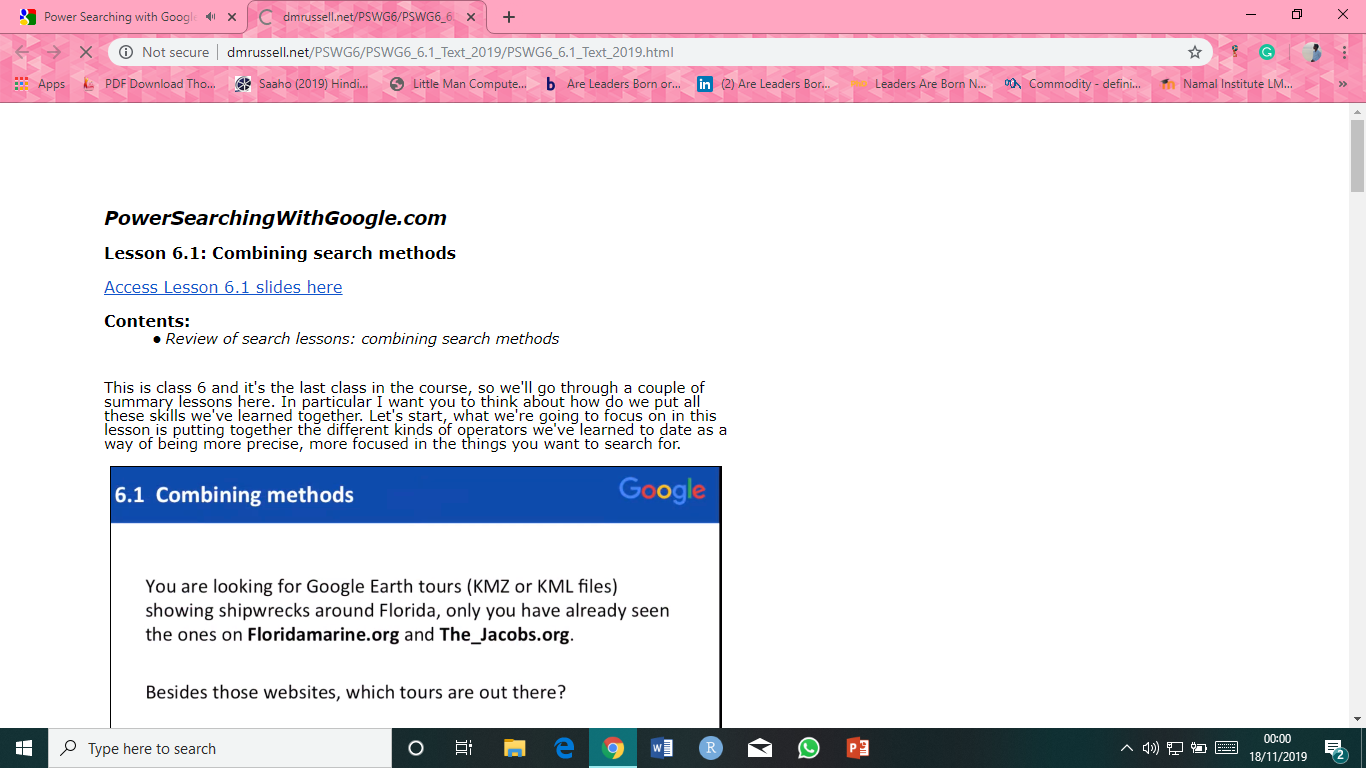 Power Searching with Googl
dmrussell.net/PSWG6/PSWG6_6
Not secure
dmrussell.net/PSWG6/PSWG6_6.1_Text_2019/PSWG6_6.1_Text_2019.html
Apps
PDF Download Tho...
Saaho (2019) Hindi...
Little Man Compute...
Are Leaders Born or...
(2) Are Leaders Bor...
Leaders Are Born N...
Commodity - defini...
Namal Institute LM...
»
PowerSearchingWithGoogle.com
Lesson 6.1: Combining search methods
Access Lesson 6.1 slides here
Contents:
● Review of search lessons: combining search methods
This is class 6 and it's the last class in the course, so we'll go through a couple of
summary lessons here. In particular I want you to think about how do we put all
these skills we've learned together. Let's start, what we're going to focus on in this
lesson is putting together the different kinds of operators we've learned to date as a
way of being more precise, more focused in the things you want to search for.
6.1 Combining methods
Google
You are looking for Google Earth tours (KMZ or KML files)
showing shipwrecks around Florida, only you have already seen
the ones on Floridamarine.org and The_Jacobs.org.
Besides those websites, which tours are out there?
Type here to search
00:00
18/11/2019
2